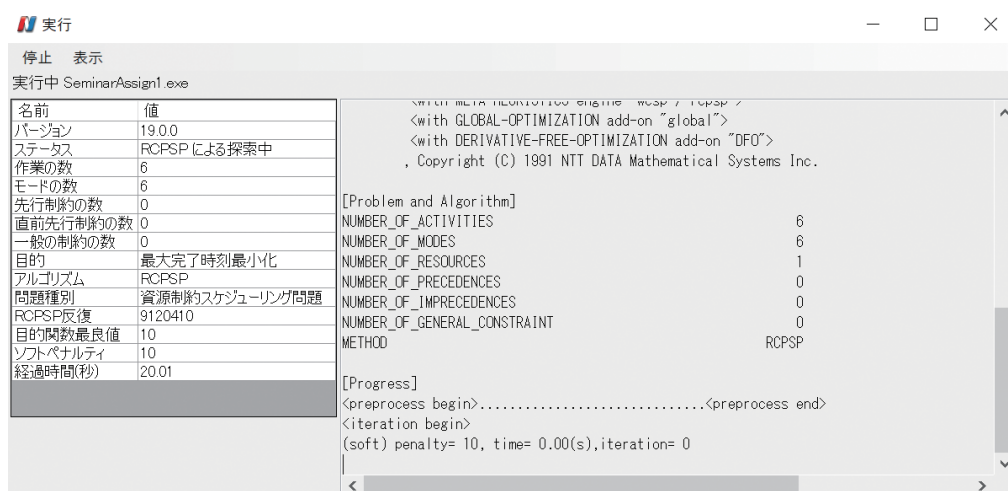 実行
停止 表示
実行中 SeminarAssign1.exe
名前 値
バージョン 19.0.0
ステータス RCPSPによる探索中
作業の数 6
モードの数 6
先行制約の数 0
直前先行制約の数 0
一般の制約の数 0
目的 最大完了時刻最小化
アルゴリズム RCPSP
問題種別 資源制約スケジューリング問題
RCPSP反復 9120410
目的関数最良値 10
ソフトペナルティ 10
経過時間(秒) 20.01
<with META HEURISTICS engine "wcsp / rcpsp">
<with GLOBAL-OPTIMIZATION add-on "global">
<with DERIVATIVE-FREE-OPTIMIZATION add-on "DFO">
, Copyright (C) 1991 NTT DATA Mathematical Systems Inc.
[Problem and Algorithm]
NUMBER_OF_ACTIVITIES 6
NUMBER_OF_MODES 6
NUMBER_OF_RESOURCES 1
NUMBER_OF_PRECEDENCES 0
NUMBER_OF_IMPRECEDENCES 0
NUMBER_OF_GENERAL_CONSTRAINT 0
METHOD RCPSP
[Progress]
<preprocess begin>..............................<preprocess end>
<iteration begin>
(soft) penalty= 10, time= 0.00(s),iteration= 0